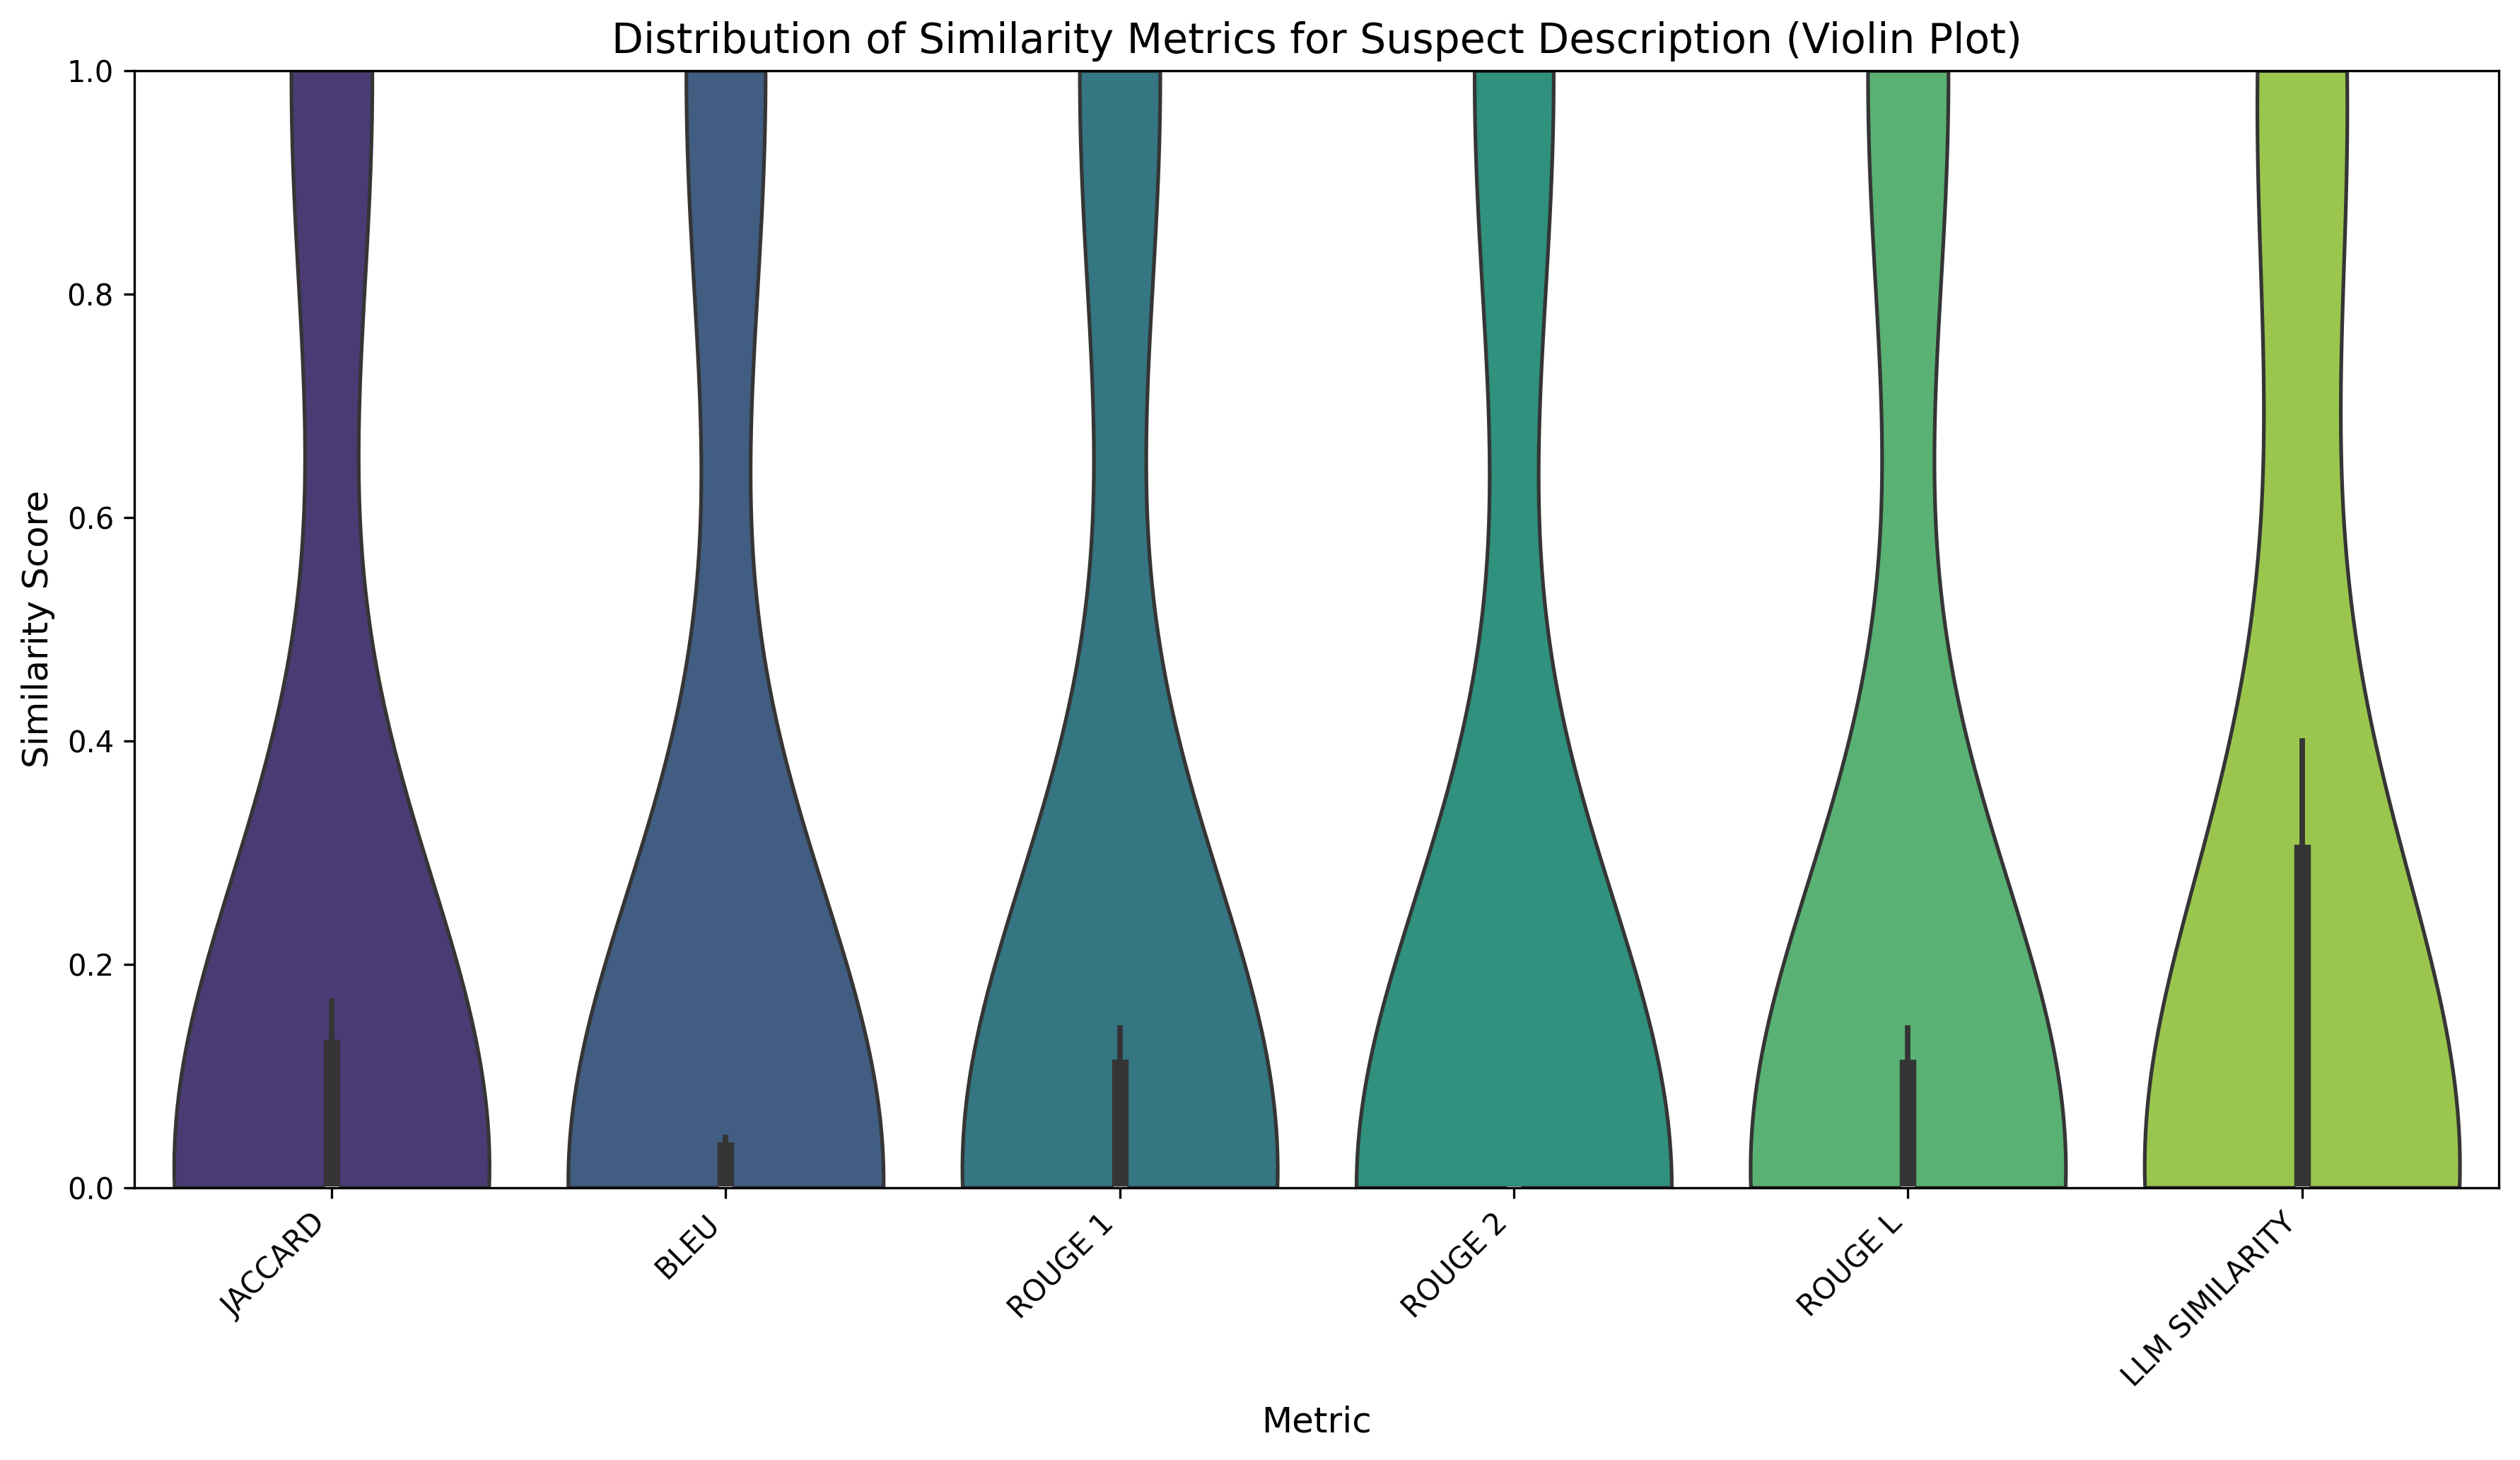 Distribution of Similarity Metrics for Suspect Description (Violin Plot)
1.0
0.8
0.6
0.4
0.2
0.0
Similarity Score
JACCARD
BLEU
ROUGE 1
ROUGE 2
ROUGE L
LLM SIMILARITY
Metric